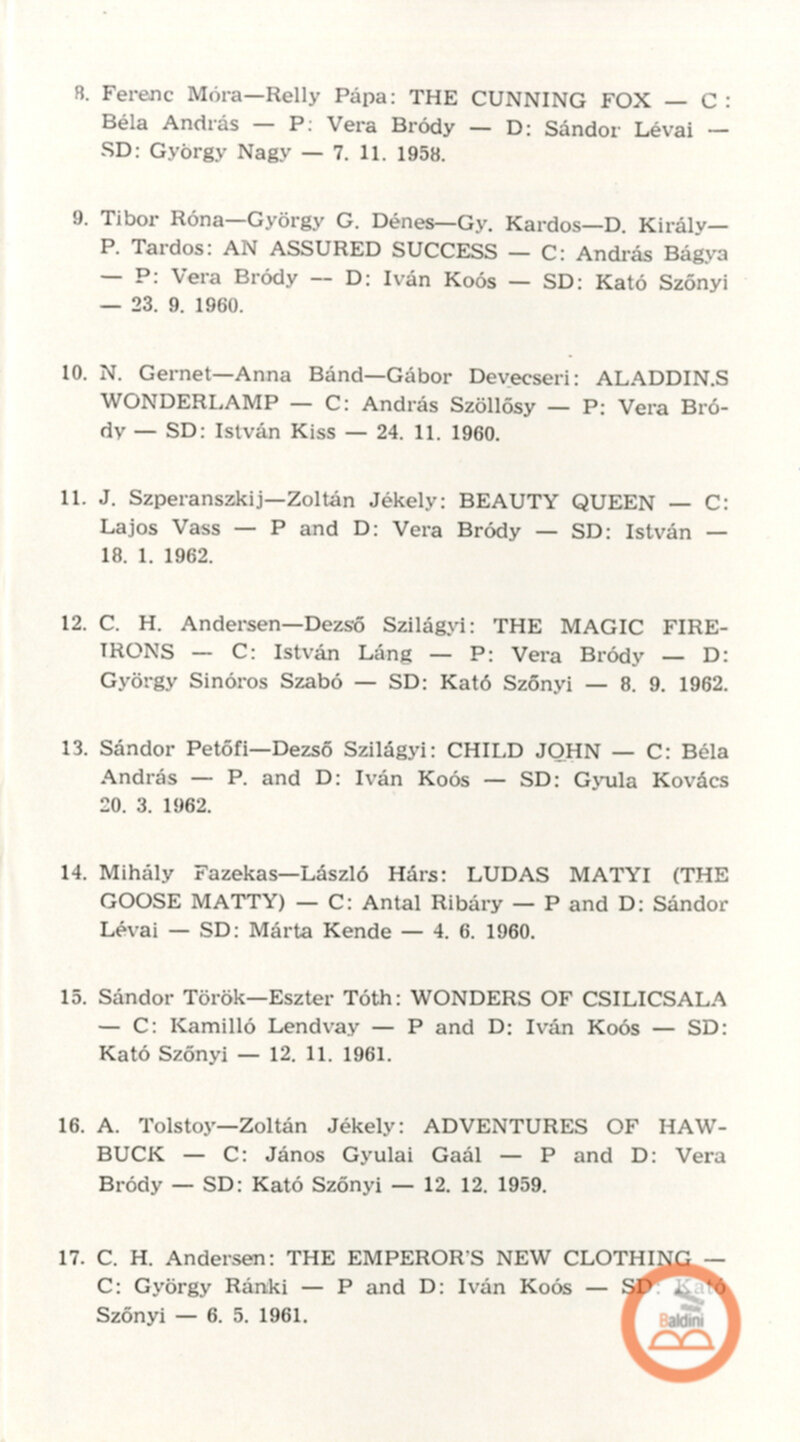 8. Ferenc Móra—Relly Pápa: THE CUNNING FOX — C :
Béla András — P: Vera Bródy — D: Sándor Lévai —
SD: György Nagy — 7. 11. 1958.
9. Tibor Róna—György G. Dénes—Gy. Kardos—D. Király—
P. Tardos: AN ASSURED SUCCESS — C: András Bágya
— P: Vera Bródy — D: Iván Koós — SD: Kató Szőnyi
— 23. 9. 1960.
10. N. Gernet—Anna Bánd—Gábor Devecseri: ALADDIN.S
WONDERLAMP — C: András Szöllősy — P: Vera Bró-
dy — SD: István Kiss — 24. 11. 1960.
11. J. Szperanszkij—Zoltán Jékely: BEAUTY QUEEN — C:
Lajos Vass — P and D: Vera Bródy — SD: István —
18. 1. 1962.
12. C. H. Andersen—Dezső Szilágyi: THE MAGIC FIRE-
IRONS — C: István Láng — P: Vera Bródy — D:
György Sinóros Szabó — SD: Kató Szőnyi — 8. 9. 1962.
13. Sándor Petőfi—Dezső Szilágyi: CHILD JOHN — C: Béla
András — P. and D: Iván Koós — SD: Gyula Kovács
20. 3. 1962.
14. Mihály Fazekas—László Hárs: LUDAS MATYI (THE
GOOSE MATTY) — C: Antal Ribáry — P and D: Sándor
Lévai — SD: Márta Kende — 4. 6. 1960.
15. Sándor Török—Eszter Tóth: WONDERS OF CSILICSALA
— C: Kamilló Lendvay — P and D: Iván Koós — SD:
Kató Szőnyi — 12. 11. 1961.
16. A. Tolstoy—Zoltán Jékely: ADVENTURES OF HAW-
BUCK — C: János Gyulai Gaál — P and D: Vera
Bródy — SD: Kató Szőnyi — 12. 12. 1959.
17. C. H. Andersen: THE EMPEROR'S NEW CLOTHING —
C: György Ránki — P and D: Iván Koós — SD: Kató
Szőnyi — 6. 5. 1961.
Baldini